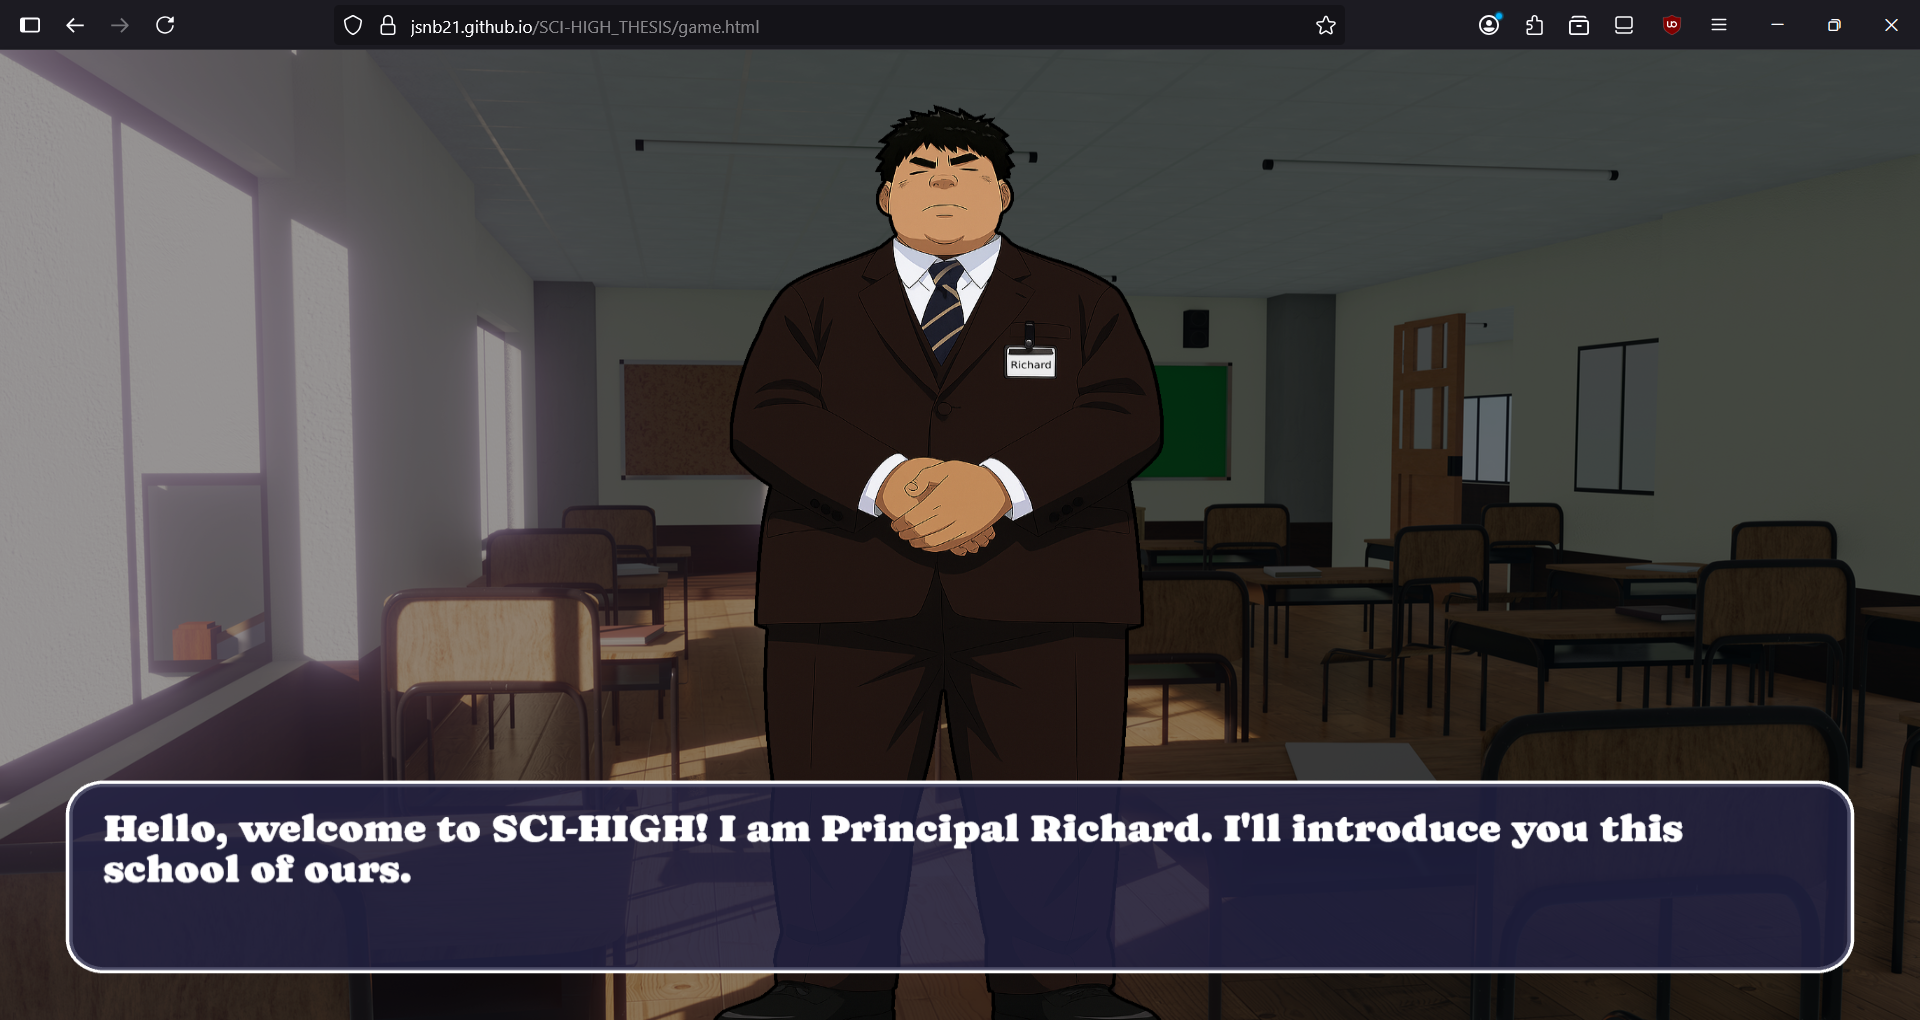 jsnb21.github.io/SCI-HIGH_THESIS/game.html
Richard
Hello, welcome to SCI-HIGH! I am Principal Richard. I'll introduce you this
school of ours.